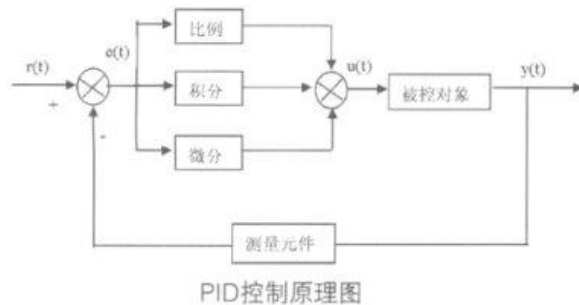 比例
r(t)
e(t)
+
-
积分
u(t)
被控对象
y(t)
微分
测量元件
PID控制原理图